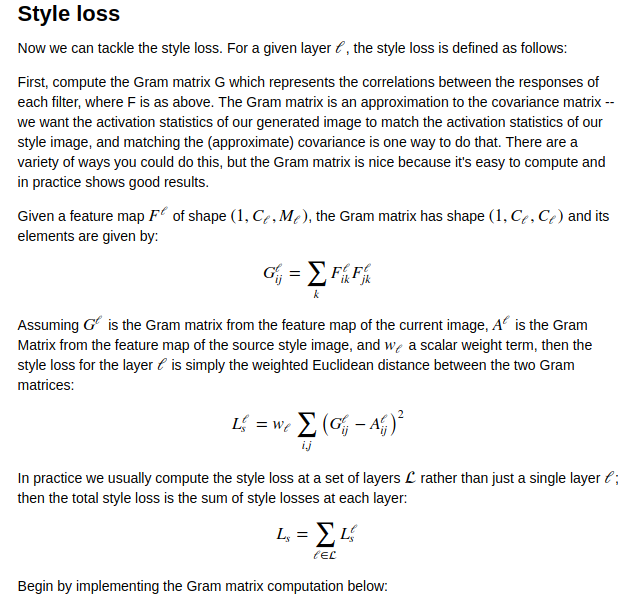 Style loss
Now we can tackle the style loss. For a given layer ℓ, the style loss is defined as follows:
First, compute the Gram matrix G which represents the correlations between the responses of
each filter, where F is as above. The Gram matrix is an approximation to the covariance matrix --
we want the activation statistics of our generated image to match the activation statistics of our
style image, and matching the (approximate) covariance is one way to do that. There are a
variety of ways you could do this, but the Gram matrix is nice because it's easy to compute and
in practice shows good results.
Given a feature map F^ℓ of shape (1, C_ℓ, M_ℓ), the Gram matrix has shape (1, C_ℓ, C_ℓ) and its
elements are given by:
G_{ij}^ℓ = ∑_k F_{ik}^ℓ F_{jk}^ℓ
Assuming G^ℓ is the Gram matrix from the feature map of the current image, A^ℓ is the Gram
Matrix from the feature map of the source style image, and w_ℓ a scalar weight term, then the
style loss for the layer ℓ is simply the weighted Euclidean distance between the two Gram
matrices:
L_s^ℓ = w_ℓ ∑_{i,j} (G_{ij}^ℓ − A_{ij}^ℓ)^2
In practice we usually compute the style loss at a set of layers ℒ rather than just a single layer ℓ;
then the total style loss is the sum of style losses at each layer:
L_s = ∑_{ℓ∈ℒ} L_s^ℓ
Begin by implementing the Gram matrix computation below: